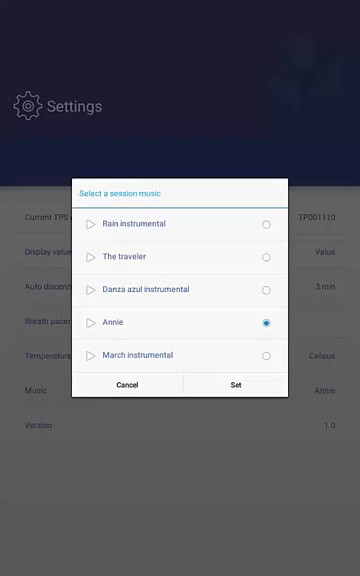 Settings
Select a session music
Rain instrumental
The traveler
Danza azul instrumental
Annie
March instrumental
Cancel Set
Current TPS TP001110
Display value Value
Auto disconn 3 min
Breath pacer
Temperature Celsius
Music Annie
Version 1.0